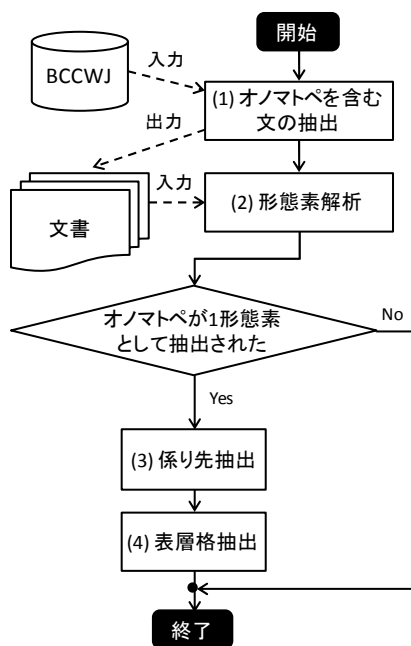 開始
BCCWJ
入力
(1) オノマトペを含む
文の抽出
出力
入力
文書
(2) 形態素解析
オノマトペが1形態素
として抽出された
No
Yes
(3) 係り先抽出
(4) 表層格抽出
終了